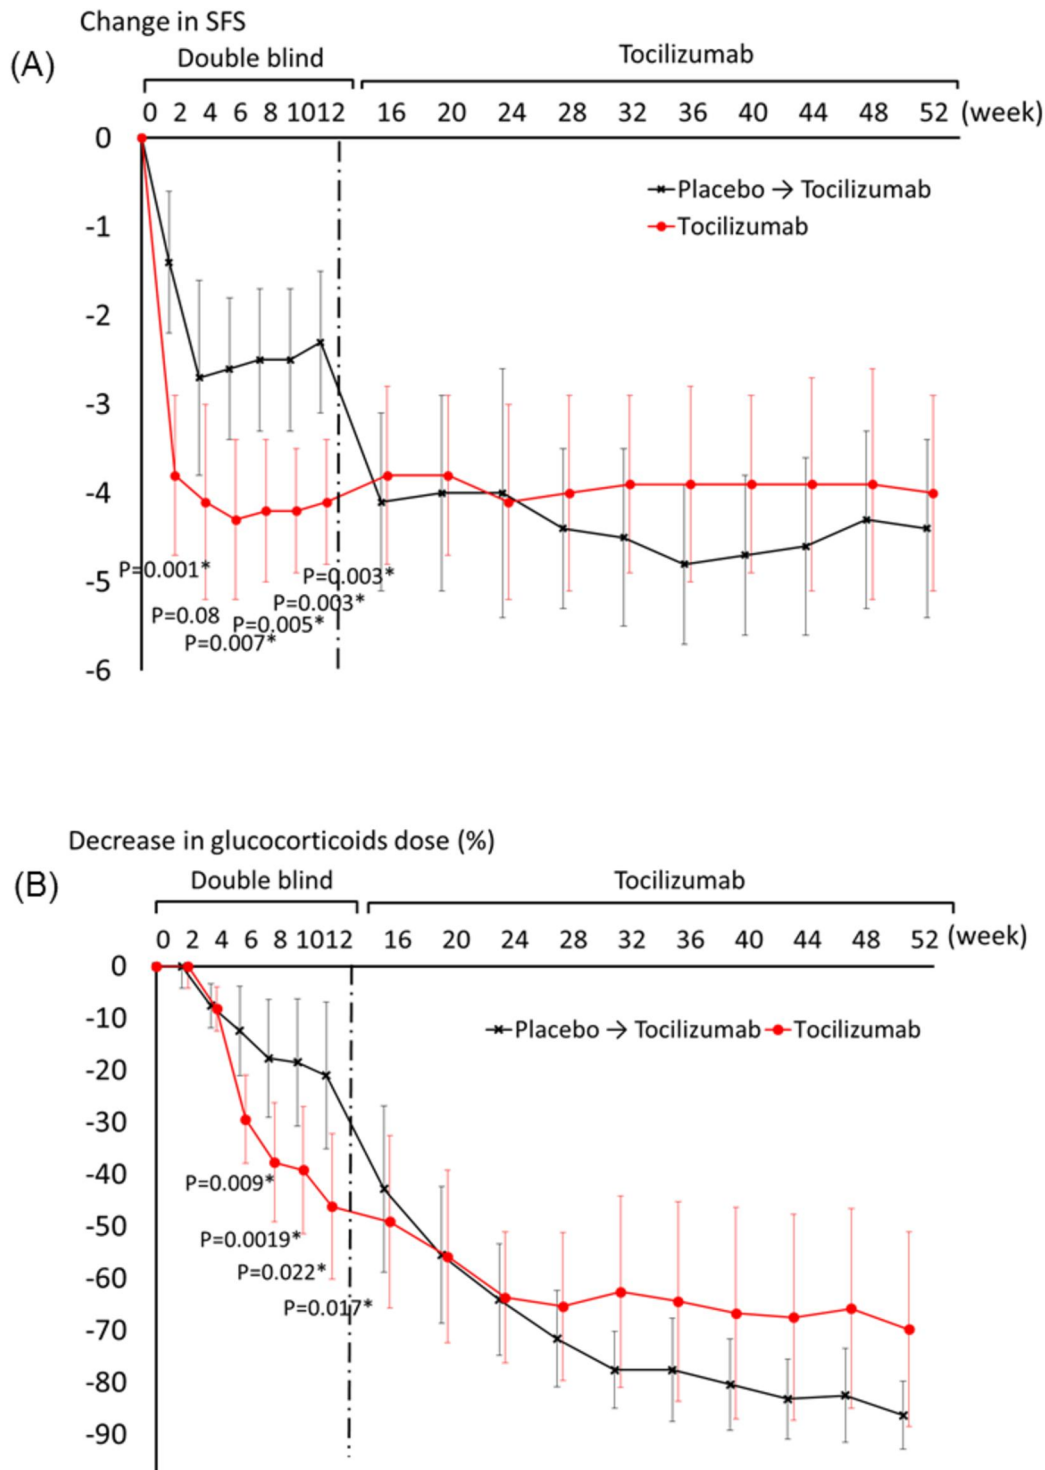 Change in SFS
(A)
Double blind
Tocilizumab
0 2 4 6 8 10 12 16 20 24 28 32 36 40 44 48 52 (week)
0
Placebo → Tocilizumab
-1
Tocilizumab
-2
-3
-4
P=0.001*
P=0.003*
-5
P=0.003*
P=0.08
P=0.005*
P=0.007*
-6
Decrease in glucocorticoids dose (%)
(B)
Double blind
Tocilizumab
0 2 4 6 8 10 12 16 20 24 28 32 36 40 44 48 52 (week)
0
-10
Placebo → Tocilizumab Tocilizumab
-20
-30
-40
P=0.009*
-50
P=0.0019*
P=0.022*
-60
P=0.017*
-70
-80
-90